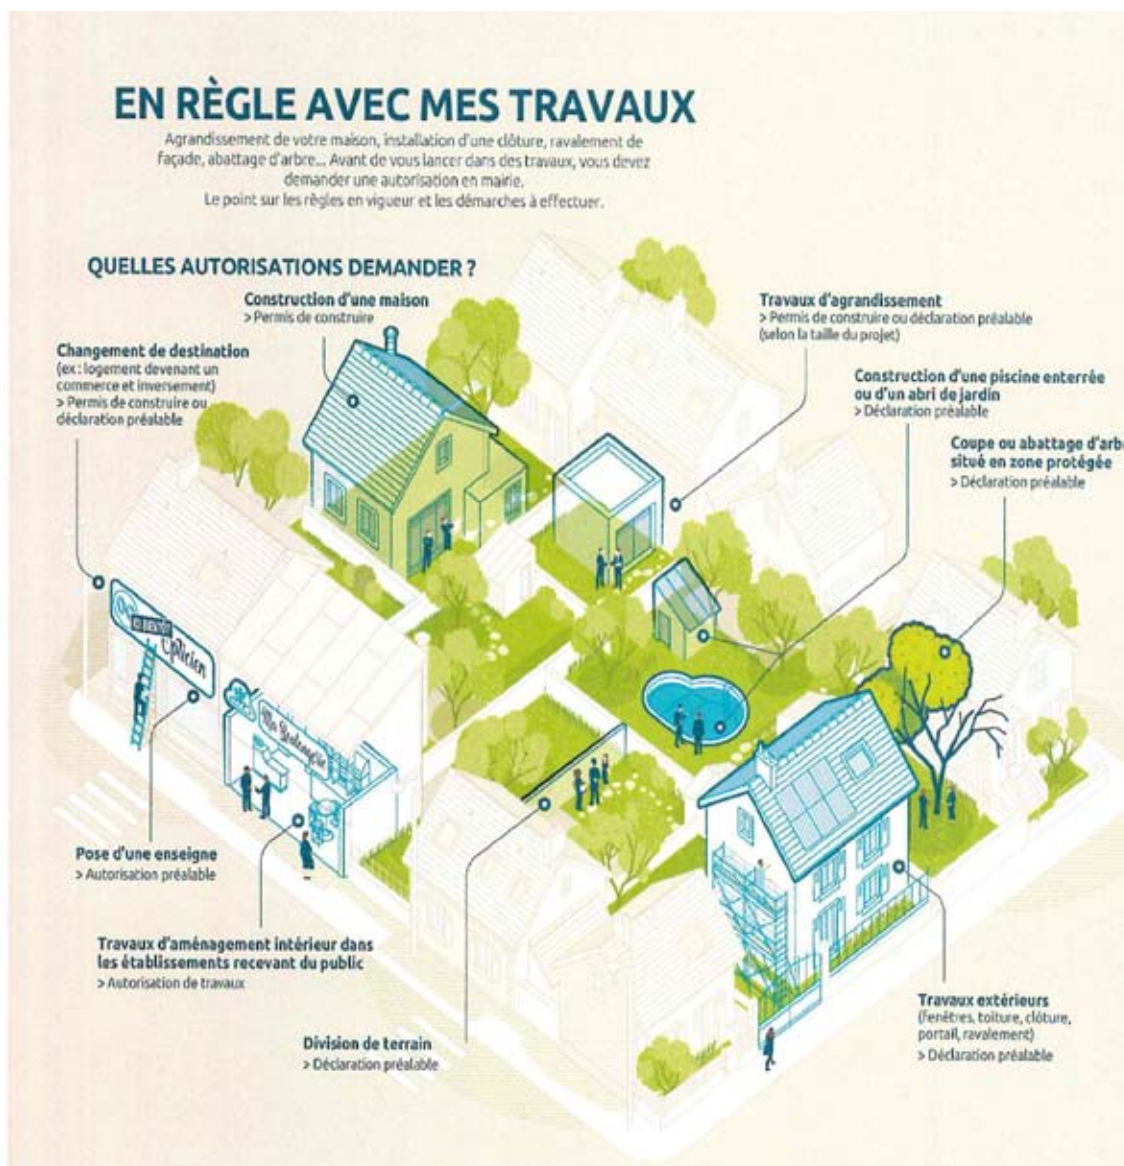 EN RÈGLE AVEC MES TRAVAUX
Agrandissement de votre maison, installation d'une clôture, ravalement de
façade, abattage d'arbre... Avant de vous lancer dans des travaux, vous devez
demander une autorisation en mairie.
Le point sur les règles en vigueur et les démarches à effectuer.
QUELLES AUTORISATIONS DEMANDER ?
Construction d'une maison
> Permis de construire
Travaux d'agrandissement
> Permis de construire ou déclaration préalable
(selon la taille du projet)
Changement de destination
(ex : logement devenant un
commerce et inversement)
> Permis de construire ou
déclaration préalable
Construction d'une piscine enterrée
ou d'un abri de jardin
> Déclaration préalable
Coupe ou abattage d'arb
situé en zone protégée
> Déclaration préalable
ICI BIENTÔT
Opticien
Ma Boulangerie
Pose d'une enseigne
> Autorisation préalable
Travaux d'aménagement intérieur dans
les établissements recevant du public
> Autorisation de travaux
Division de terrain
> Déclaration préalable
Travaux extérieurs
(fenêtres, toiture, clôture,
portail, ravalement)
> Déclaration préalable